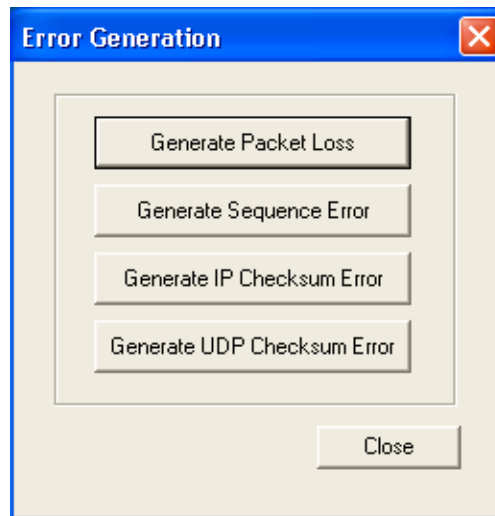 Error Generation
Generate Packet Loss
Generate Sequence Error
Generate IP Checksum Error
Generate UDP Checksum Error
Close